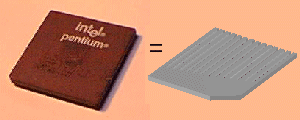 intel®
pentium®
=